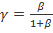 γ = β / (1+β)